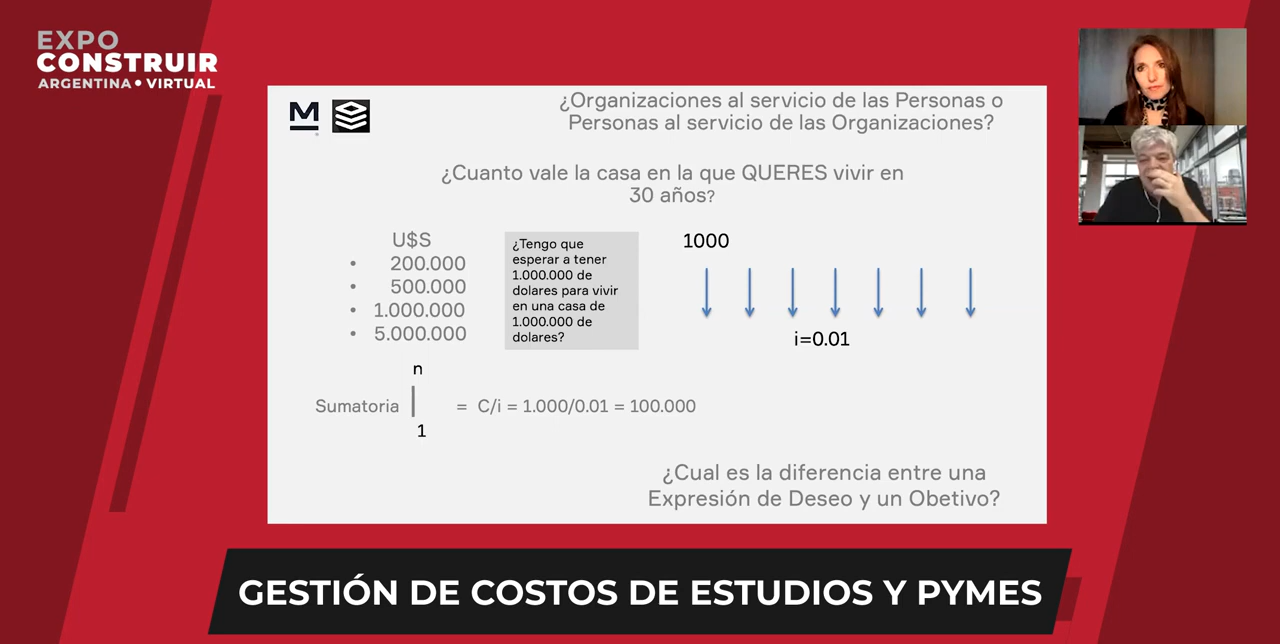 EXPO
CONSTRUIR
ARGENTINA • VIRTUAL
M
¿Organizaciones al servicio de las Personas o
Personas al servicio de las Organizaciones?
¿Cuanto vale la casa en la que QUERES vivir en
30 años?
U$S
• 200.000
• 500.000
• 1.000.000
• 5.000.000
¿Tengo que
esperar a tener
1.000.000 de
dolares para vivir
en una casa de
1.000.000 de
dolares?
1000
i=0.01
n
Sumatoria | = C/i = 1.000/0.01 = 100.000
1
¿Cual es la diferencia entre una
Expresión de Deseo y un Obetivo?
GESTIÓN DE COSTOS DE ESTUDIOS Y PYMES